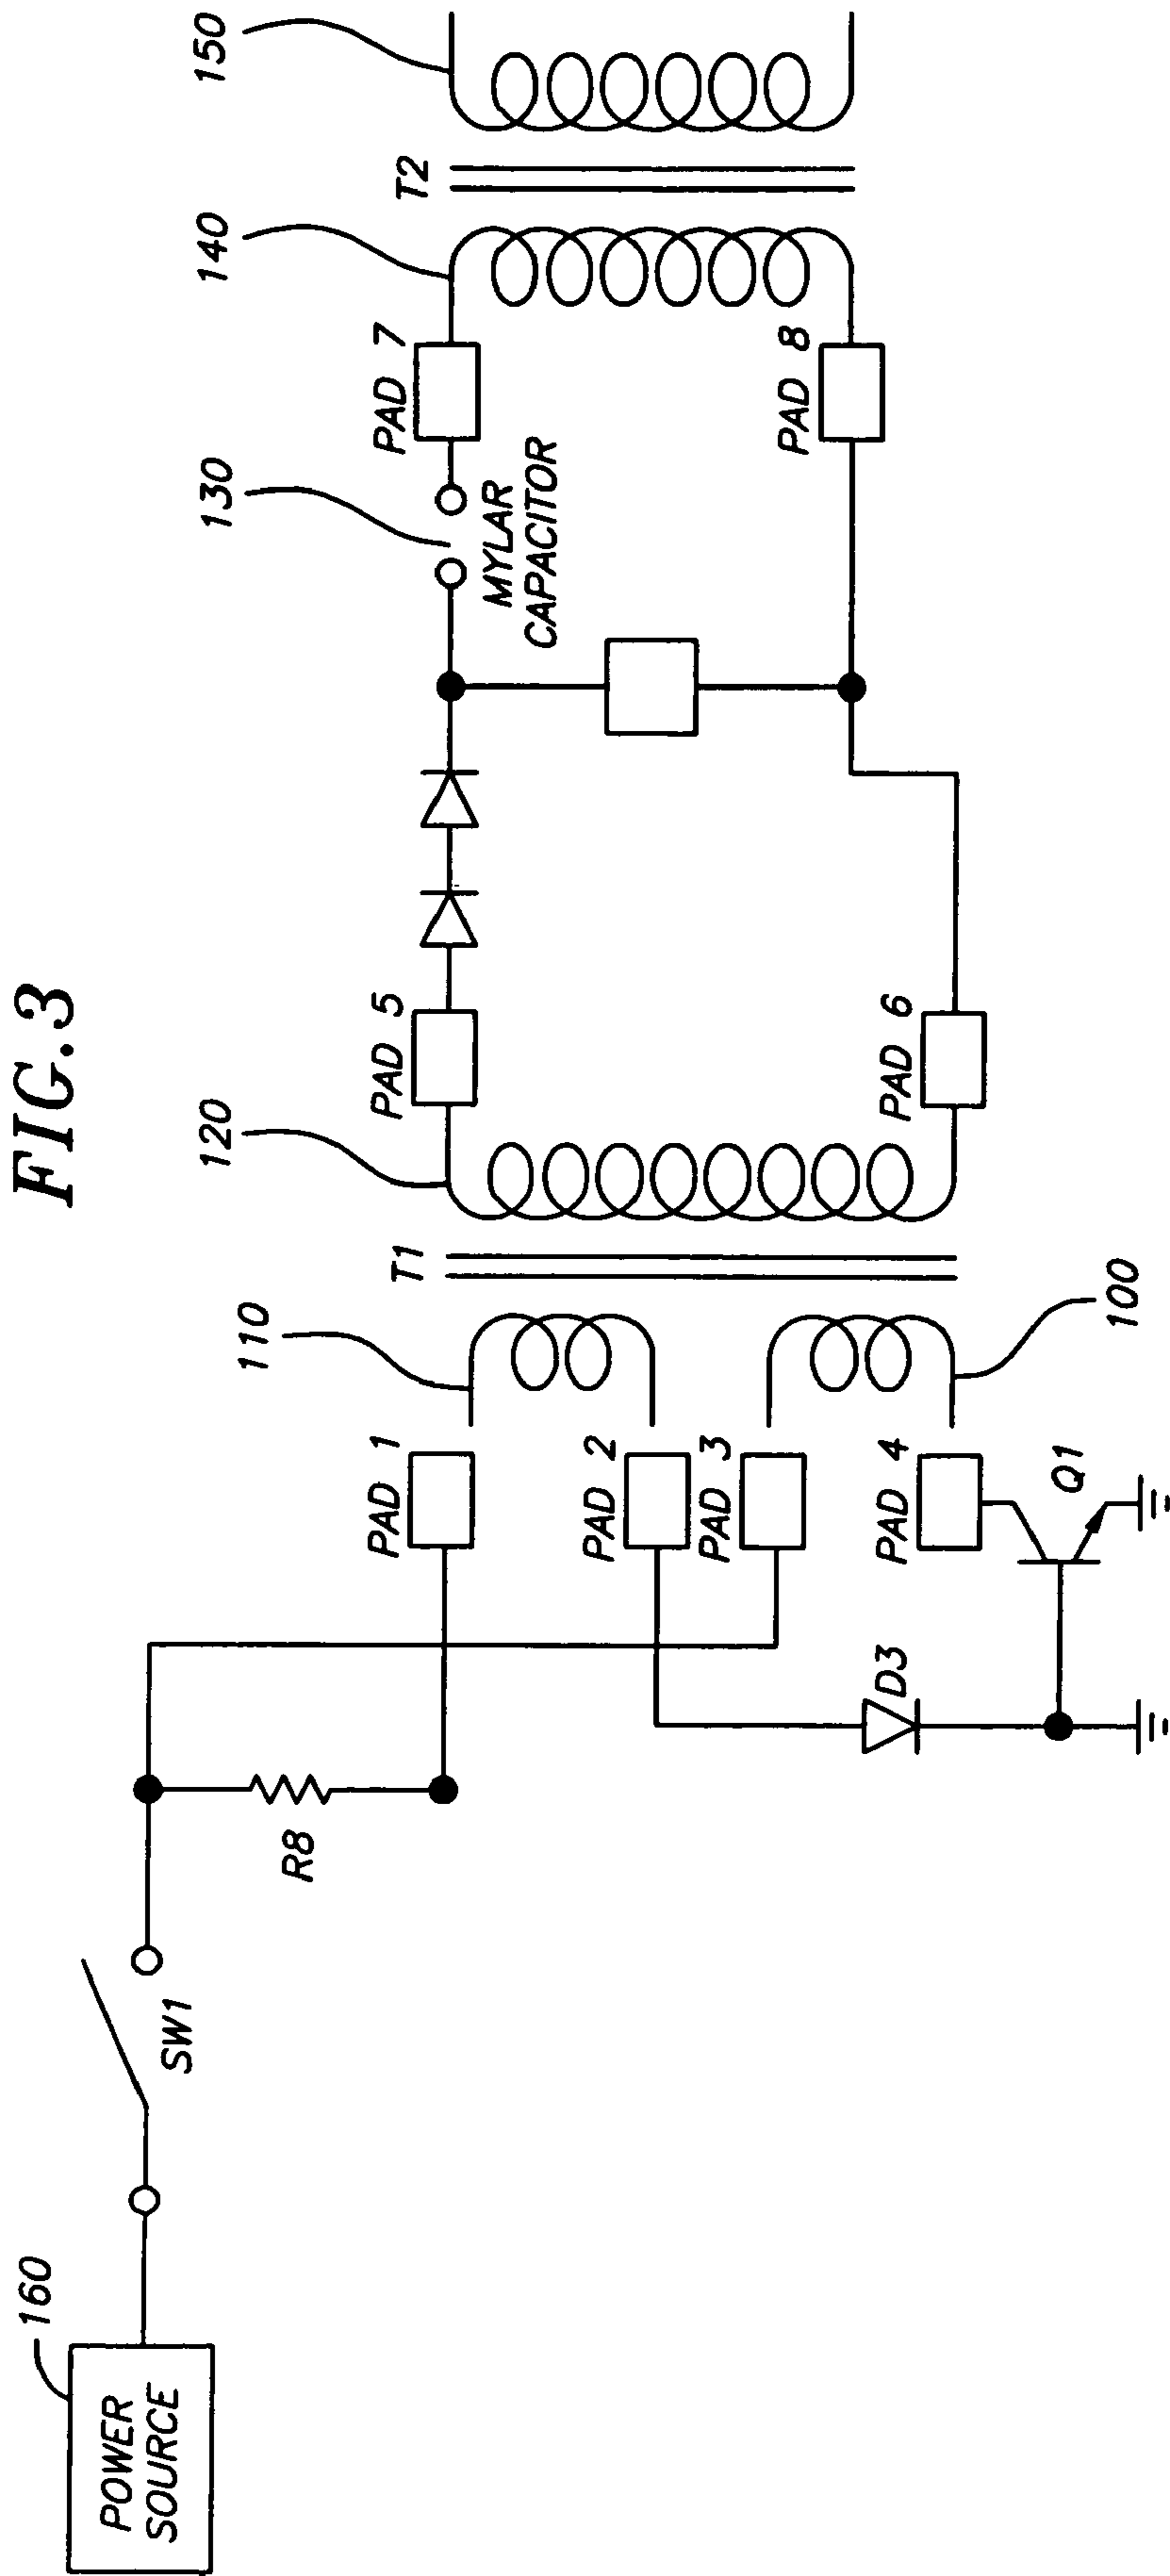 FIG.3
160
POWER
SOURCE
SW1
R8
110
PAD 1
PAD 2
PAD 3
PAD 4
D3
Q1
100
T1
120
PAD 5
PAD 6
130
MYLAR
CAPACITOR
PAD 7
PAD 8
140
T2
150